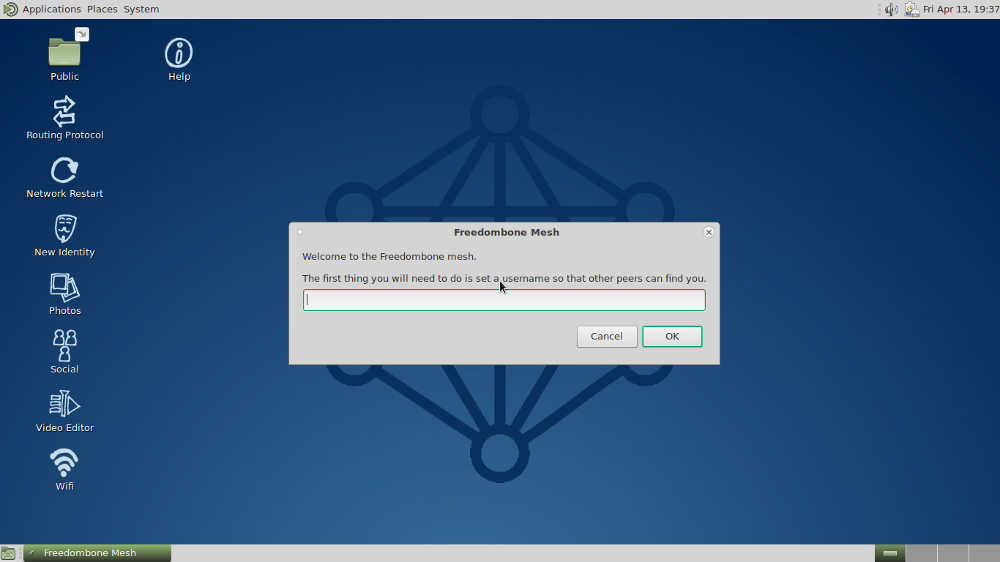 Applications Places System
Fri Apr 13, 19:37
Public
Help
Routing Protocol
Network Restart
New Identity
Photos
Social
Video Editor
Wifi
Freedombone Mesh
Welcome to the Freedombone mesh.
The first thing you will need to do is set a username so that other peers can find you.
Cancel OK
Freedombone Mesh